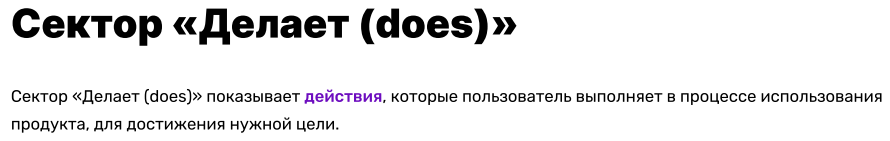 Сектор «Делает (does)»
Сектор «Делает (does)» показывает действия, которые пользователь выполняет в процессе использования
продукта, для достижения нужной цели.